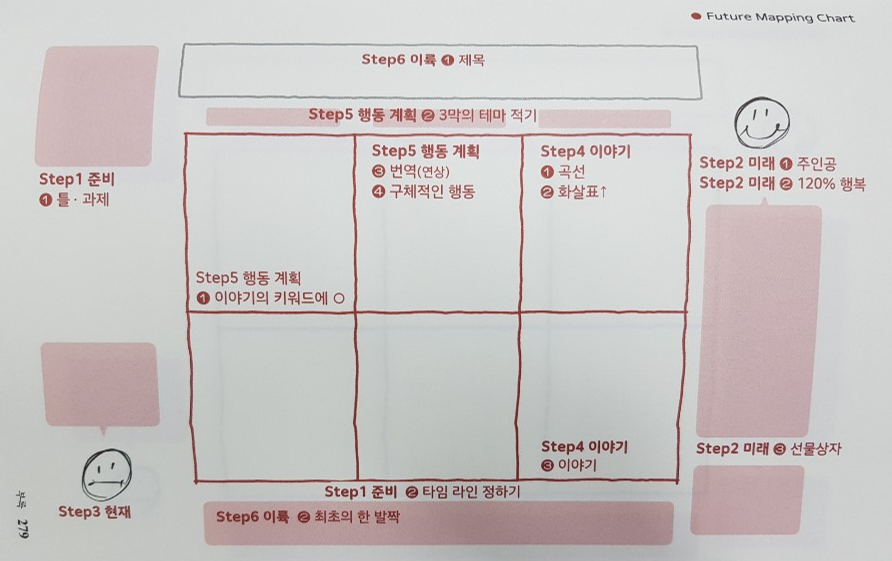 ● Future Mapping Chart
Step6 이룩 ❶ 제목
Step5 행동 계획 ❷ 3막의 테마 적기
Step1 준비
❶ 틀 · 과제
Step5 행동 계획
❸ 번역(연상)
❹ 구체적인 행동
Step4 이야기
❶ 곡선
❷ 화살표↑
Step2 미래 ❶ 주인공
Step2 미래 ❷ 120% 행복
Step5 행동 계획
❶ 이야기의 키워드에 ○
Step4 이야기
❸ 이야기
Step2 미래 ❸ 선물상자
Step3 현재
Step1 준비 ❷ 타임 라인 정하기
Step6 이룩 ❷ 최초의 한 발짝
부록 279